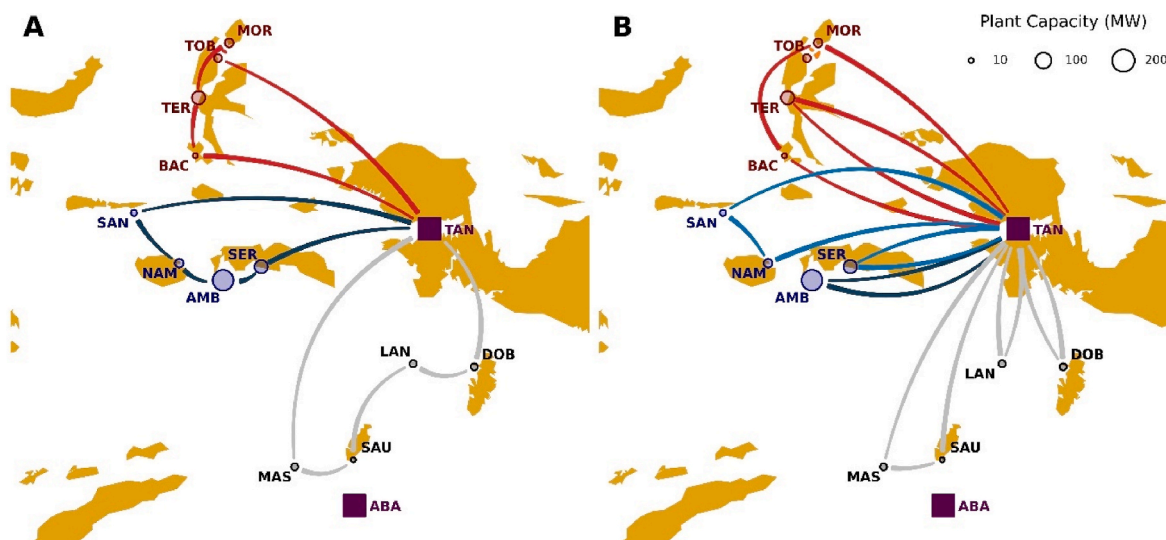 A
MOR
TOB
TER
BAC
SAN
TAN
SER
NAM
AMB
LAN
DOB
SAU
MAS
ABA
B
Plant Capacity (MW)
10
100
200
MOR
TOB
TER
BAC
SAN
TAN
SER
NAM
AMB
LAN
DOB
SAU
MAS
ABA